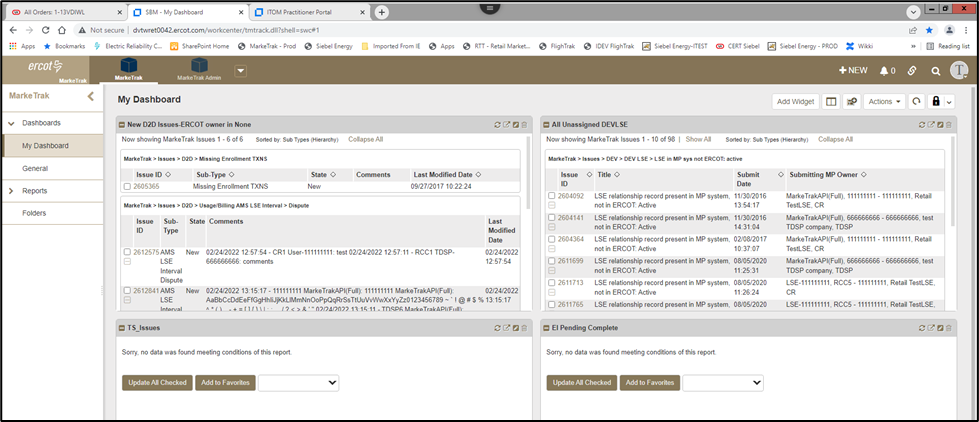 All Orders: 1-13VDIWL
SBM - My Dashboard
ITOM Practitioner Portal
Not secure | dvtwret0042.ercot.com/workcenter/tmtrack.dll?shell=swc#1
Apps Bookmarks Electric Reliability C... SharePoint Home MarkeTrak - Prod Siebel Energy Imported From IE Apps RTT - Retail Market... FlighTrak IDEV FlighTrak Siebel Energy-ITEST CERT Siebel Siebel Energy - PROD Wikki » Reading list
ercot
MarkeTrak
MarkeTrak
MarkeTrak Admin
+NEW
0
T
MarkeTrak
Dashboards
My Dashboard
General
Reports
Folders
My Dashboard
Add Widget
Actions
New D2D Issues-ERCOT owner in None
Now showing MarkeTrak Issues 1 - 6 of 6 Sorted by: Sub Types (Hierarchy) Collapse All
MarkeTrak > Issues > D2D > Missing Enrollment TXNS
Issue ID Sub-Type State Comments Last Modified Date
2605365 Missing Enrollment TXNS New 09/27/2017 10:22:24
MarkeTrak > Issues > D2D > Usage/Billing AMS LSE Interval > Dispute
Issue ID Sub-Type State Comments Last Modified Date
2612575 AMS New 02/24/2022 12:57:54 - CR1 User-111111111: test 02/24/2022 12:57:11 - RCC1 TDSP- 02/24/2022
LSE 666666666: comments 12:57:54
Interval
Dispute
2612841 AMS New 02/24/2022 13:15:17 - 111111111 MarkeTrakAPI(Full): 111111111 MarkeTrakAPI(Full): 02/24/2022
LSE AaBbCcDdEeFfGgHhIiJjKkLlMmNnOoPpQqRrSsTtUuVvWwXxYyZz0123456789 ~ ` ! @ # $ % 13:15:17
Interval
All Unassigned DEVLSE
Now showing MarkeTrak Issues 1 - 10 of 98 | Show All Sorted by: Sub Types (Hierarchy) Collapse All
MarkeTrak > Issues > DEV > DEV LSE > LSE in MP sys not ERCOT: active
Issue ID Title Submit Date Submitting MP Owner
2604092 LSE relationship record present in MP system, 11/30/2016 MarkeTrakAPI(Full), 111111111 - 111111111, Retail
not in ERCOT: Active 13:54:17 TestLSE, CR
2604141 LSE relationship record present in MP system, 11/30/2016 MarkeTrakAPI(Full), 666666666 - 666666666, test
not in ERCOT. Active 14:31:04 TDSP company, TDSP
2604364 LSE relationship record present in MP system, 02/08/2017 MarkeTrakAPI(Full), 111111111 - 111111111, Retail
not in ERCOT: Active 10:37:07 TestLSE, CR
2611699 LSE relationship record present in MP system, 08/05/2020 MarkeTrakAPI(Full), 666666666 - 666666666, test
not in ERCOT. Active 11:25:31 TDSP company, TDSP
2611713 LSE relationship record present in MP system, 08/05/2020 LSE-111111111, RCC5 - 111111111, Retail TestLSE,
not in ERCOT. Active 11:26:24 CR
2611765 LSE relationship record present in MP system, 08/05/2020 LSE-111111111, RCC5 - 111111111, Retail TestLSE,
TS_Issues
Sorry, no data was found meeting conditions of this report.
Update All Checked
Add to Favorites
EI Pending Complete
Sorry, no data was found meeting conditions of this report.
Update All Checked
Add to Favorites